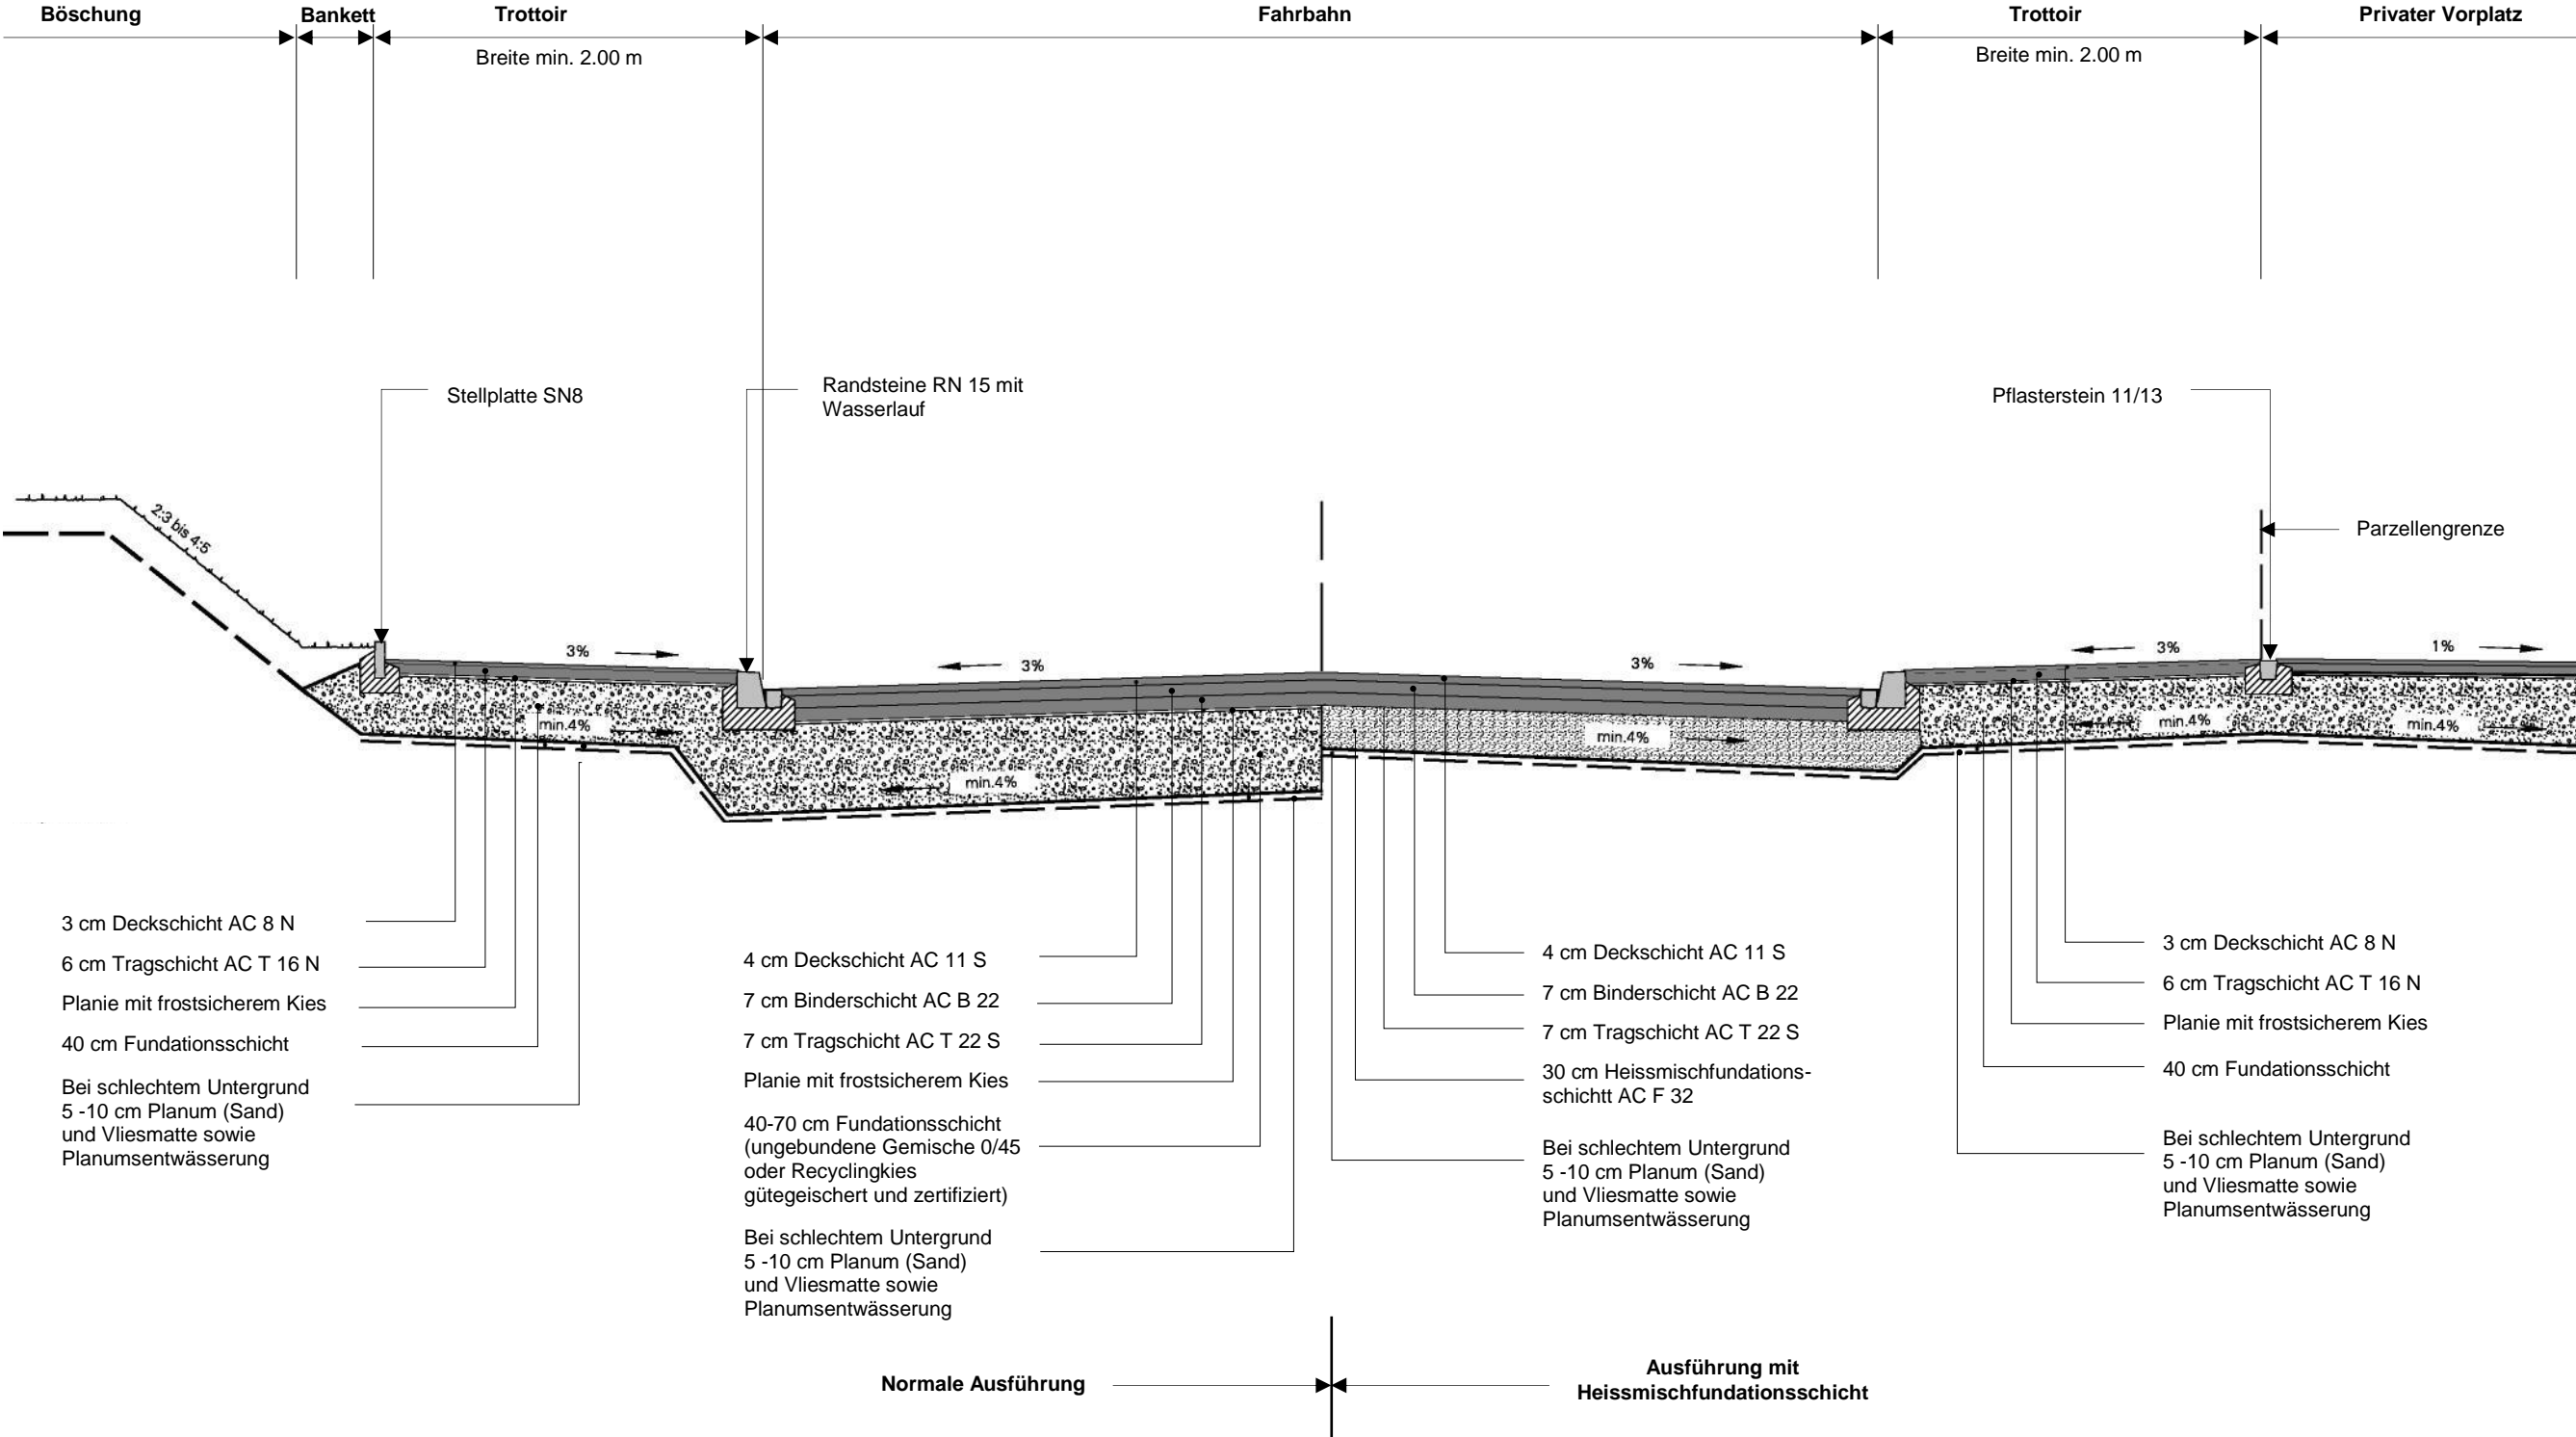 Böschung
Bankett
Trottoir
Fahrbahn
Trottoir
Privater Vorplatz
Breite min. 2.00 m
Breite min. 2.00 m
Stellplatte SN8
Randsteine RN 15 mit
Wasserlauf
Pflasterstein 11/13
Parzellengrenze
2:3 bis 4:5
3%
3%
3%
3%
1%
min.4%
min.4%
min.4%
min.4%
min.4%
3 cm Deckschicht AC 8 N
6 cm Tragschicht AC T 16 N
Planie mit frostsicherem Kies
40 cm Fundationsschicht
Bei schlechtem Untergrund
5 -10 cm Planum (Sand)
und Vliesmatte sowie
Planumsentwässerung
4 cm Deckschicht AC 11 S
7 cm Binderschicht AC B 22
7 cm Tragschicht AC T 22 S
Planie mit frostsicherem Kies
40-70 cm Fundationsschicht
(ungebundene Gemische 0/45
oder Recyclingkies
gütegeischert und zertifiziert)
Bei schlechtem Untergrund
5 -10 cm Planum (Sand)
und Vliesmatte sowie
Planumsentwässerung
4 cm Deckschicht AC 11 S
7 cm Binderschicht AC B 22
7 cm Tragschicht AC T 22 S
30 cm Heissmischfundations-
schichtt AC F 32
Bei schlechtem Untergrund
5 -10 cm Planum (Sand)
und Vliesmatte sowie
Planumsentwässerung
3 cm Deckschicht AC 8 N
6 cm Tragschicht AC T 16 N
Planie mit frostsicherem Kies
40 cm Fundationsschicht
Bei schlechtem Untergrund
5 -10 cm Planum (Sand)
und Vliesmatte sowie
Planumsentwässerung
Normale Ausführung
Ausführung mit
Heissmischfundationsschicht